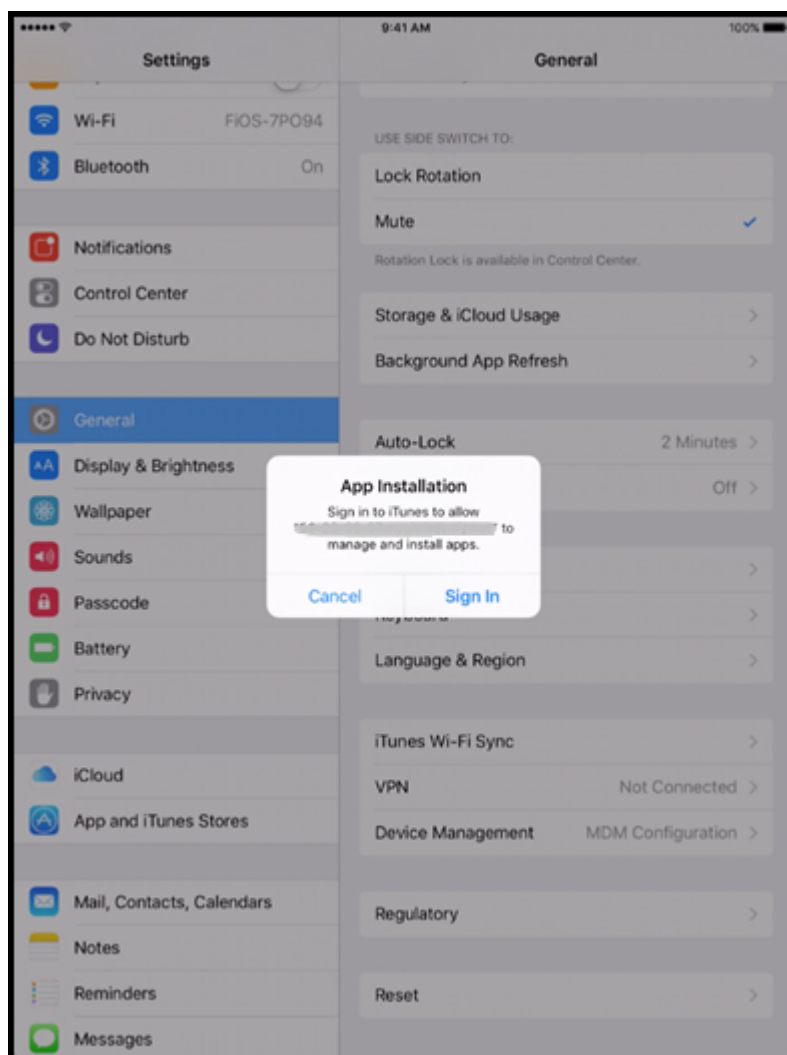 9:41 AM
100%
Settings
General
Wi-Fi
FiOS-7PO94
Bluetooth
On
Notifications
Control Center
Do Not Disturb
General
Display & Brightness
Wallpaper
Sounds
Passcode
Battery
Privacy
iCloud
App and iTunes Stores
Mail, Contacts, Calendars
Notes
Reminders
Messages
USE SIDE SWITCH TO:
Lock Rotation
Mute
Rotation Lock is available in Control Center.
Storage & iCloud Usage
Background App Refresh
Auto-Lock
2 Minutes
Off
Language & Region
iTunes Wi-Fi Sync
VPN
Not Connected
Device Management
MDM Configuration
Regulatory
Reset
App Installation
Sign in to iTunes to allow
" to
manage and install apps.
Cancel
Sign In